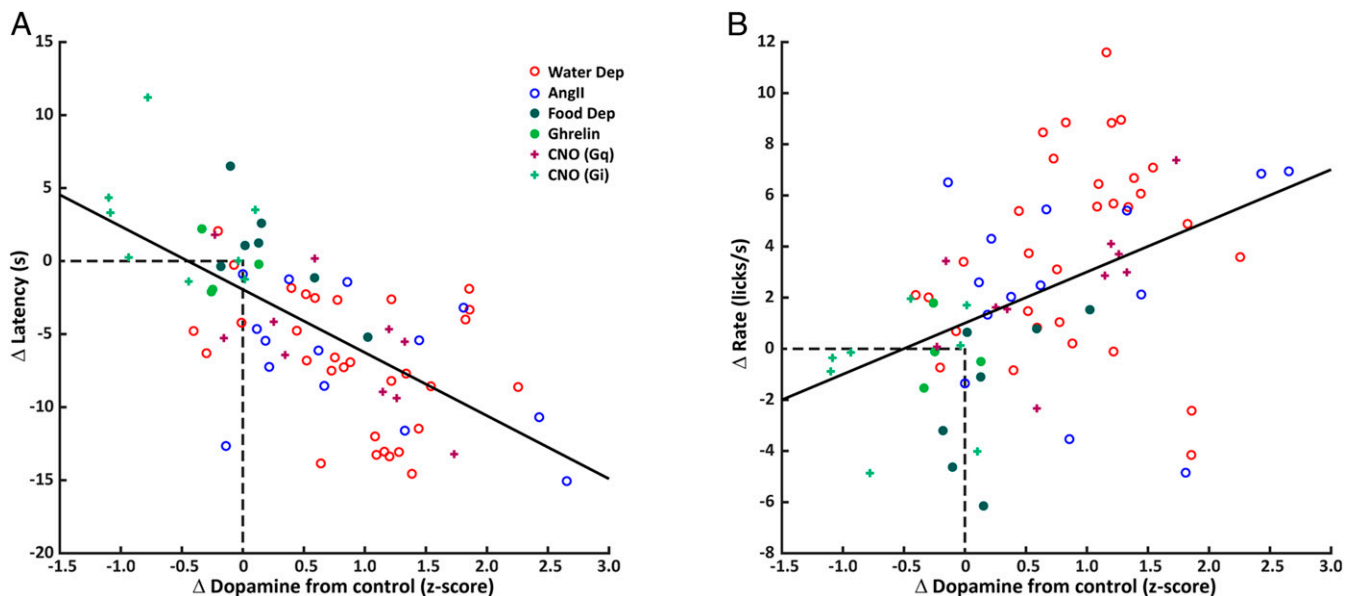 A
15
10
5
0
-5
-10
-15
-20
Δ Latency (s)
-1.5 -1.0 -0.5 0 0.5 1.0 1.5 2.0 2.5 3.0
Δ Dopamine from control (z-score)
Water Dep
AngII
Food Dep
Ghrelin
CNO (Gq)
CNO (Gi)
B
12
10
8
6
4
2
0
-2
-4
-6
-8
Δ Rate (licks/s)
-1.5 -1.0 -0.5 0 0.5 1.0 1.5 2.0 2.5 3.0
Δ Dopamine from control (z-score)